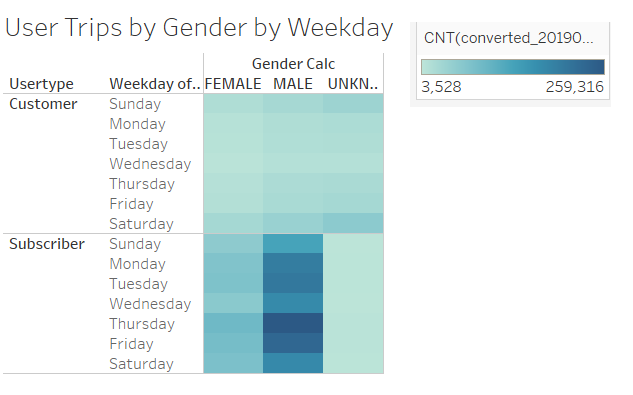 User Trips by Gender by Weekday
CNT(converted_20190...
3,528 259,316
Gender Calc
Usertype Weekday of.. FEMALE MALE UNKN..
Customer Sunday
Monday
Tuesday
Wednesday
Thursday
Friday
Saturday
Subscriber Sunday
Monday
Tuesday
Wednesday
Thursday
Friday
Saturday